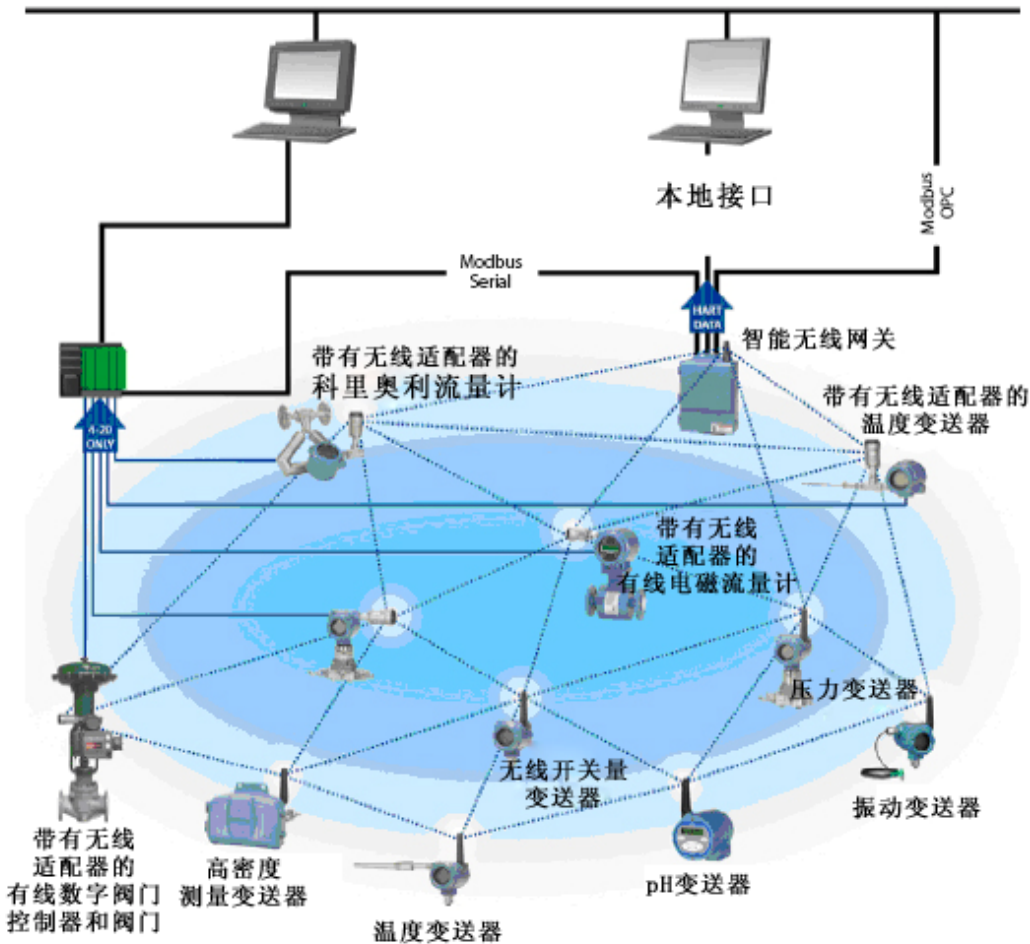 本地接口
Modbus
OPC
Modbus
Serial
HART
DATA
智能无线网关
带有无线适配器的
科里奥利流量计
带有无线适配器的
温度变送器
4-20
ONLY
带有无线
适配器的
有线电磁流量计
压力变送器
无线开关量
变送器
振动变送器
带有无线
适配器的
有线数字阀门
控制器和阀门
高密度
测量变送器
pH变送器
温度变送器